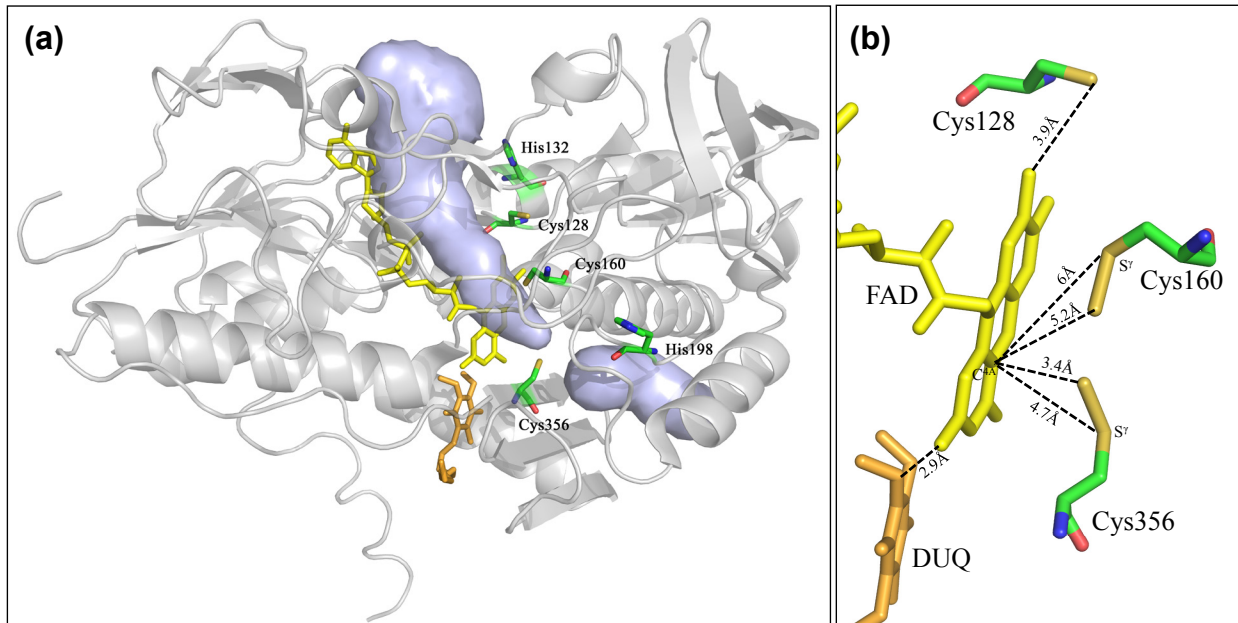 (a)
His132
Cys128
Cys160
His198
Cys356
(b)
Cys128
3.9Å
Sγ
Cys160
FAD
6Å
5.2Å
C4A
3.4Å
4.7Å
Sγ
2.9Å
Cys356
DUQ